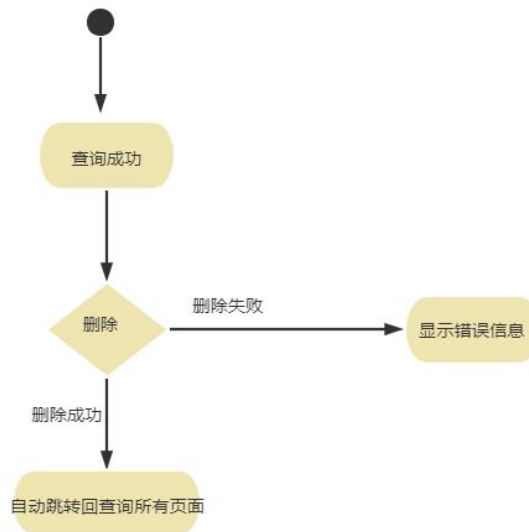 查询成功
删除
删除失败
显示错误信息
删除成功
自动跳转回查询所有页面